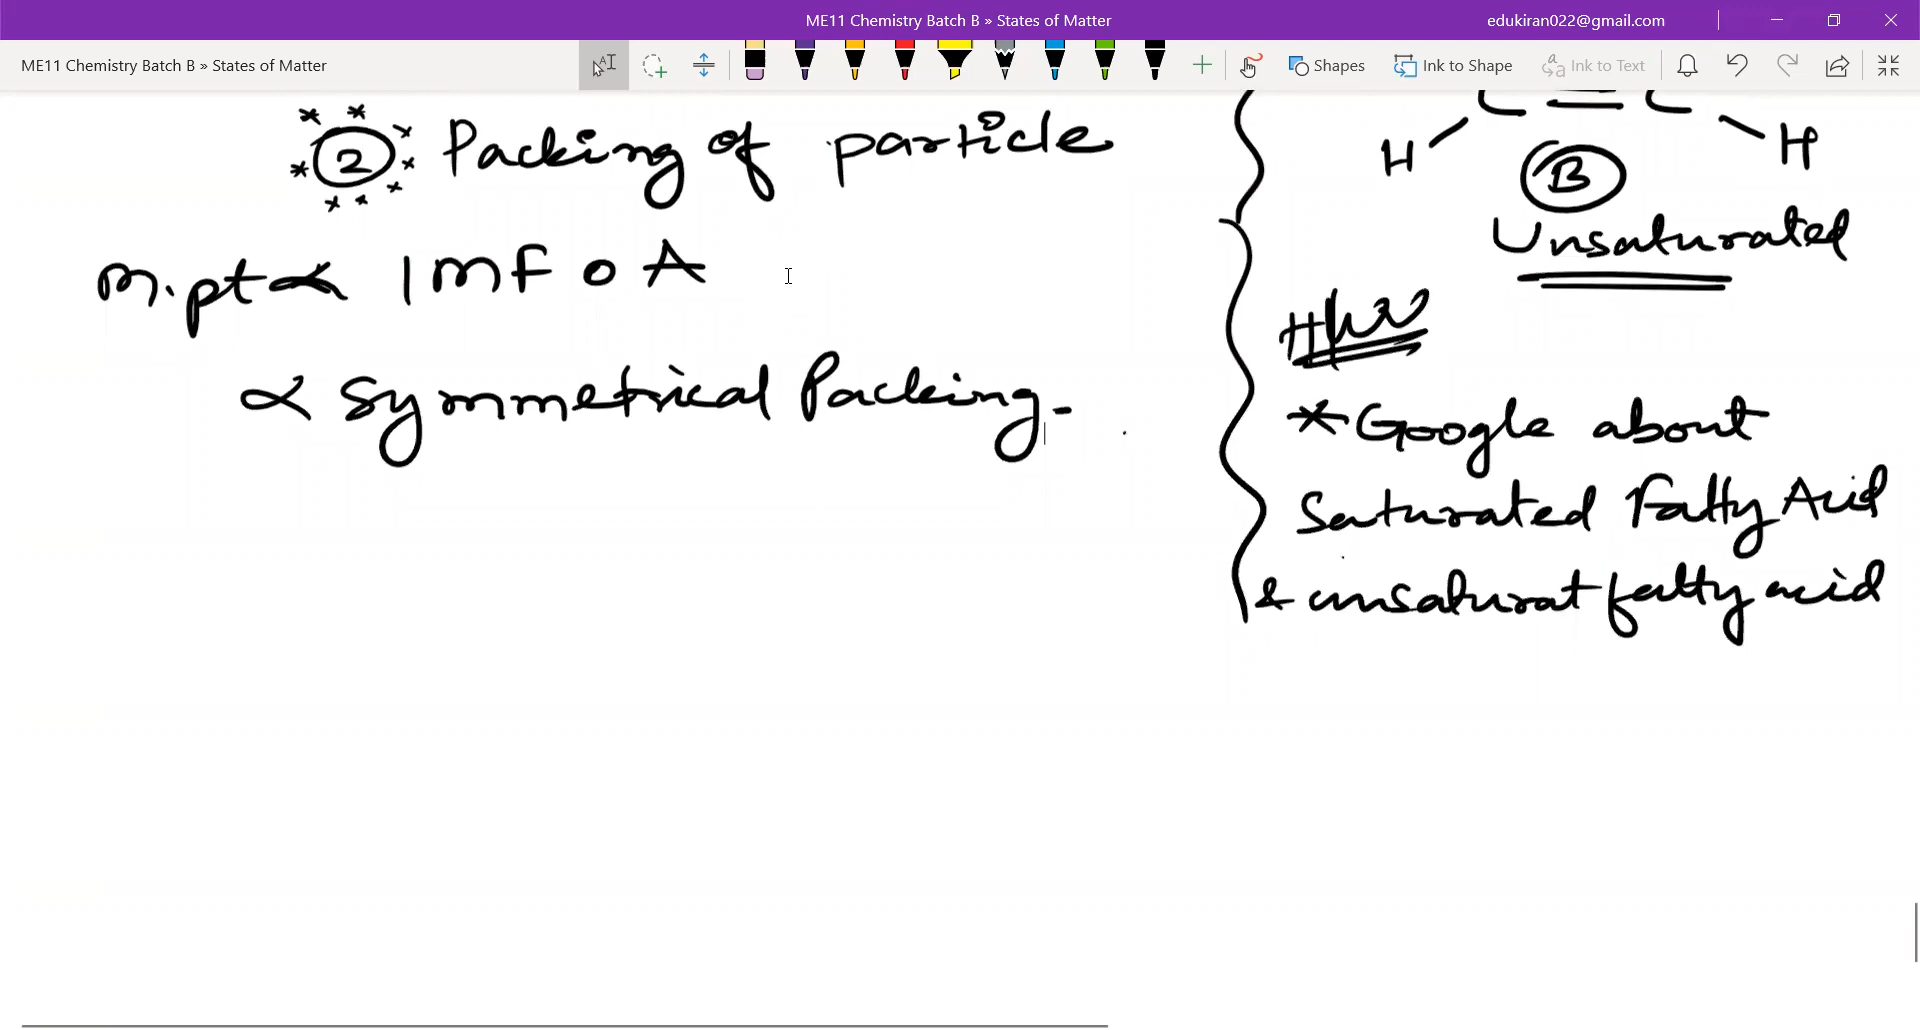 ME11 Chemistry Batch B » States of Matter
edukiran022@gmail.com
ME11 Chemistry Batch B » States of Matter
Shapes
Ink to Shape
Ink to Text
② Packing of particle
m.pt ∝ IMFOA
∝ Symmetrical Packing-
C = C
H H
Ⓑ
Unsaturated
H/w
* Google about
Saturated Fatty Acid
& unsaturat fatty acid